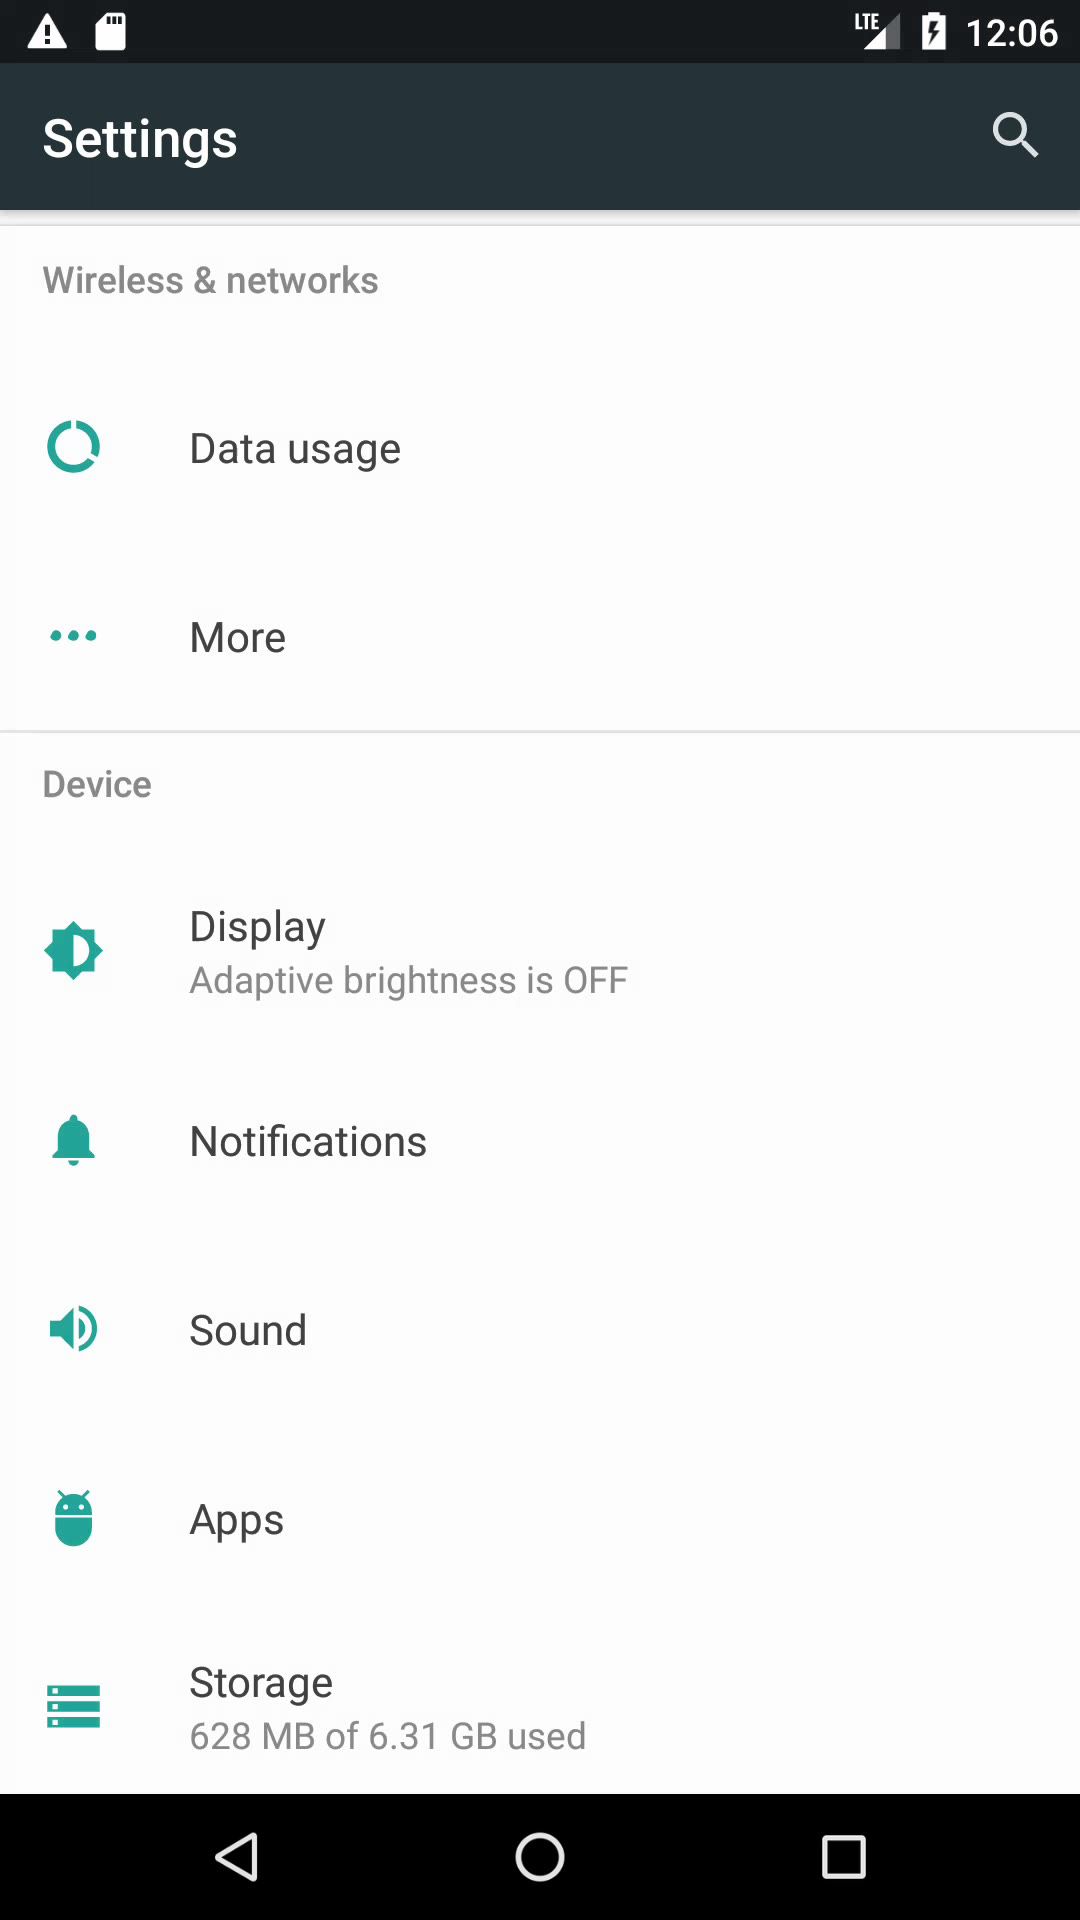 LTE 12:06
Settings
Wireless & networks
Data usage
More
Device
Display
Adaptive brightness is OFF
Notifications
Sound
Apps
Storage
628 MB of 6.31 GB used